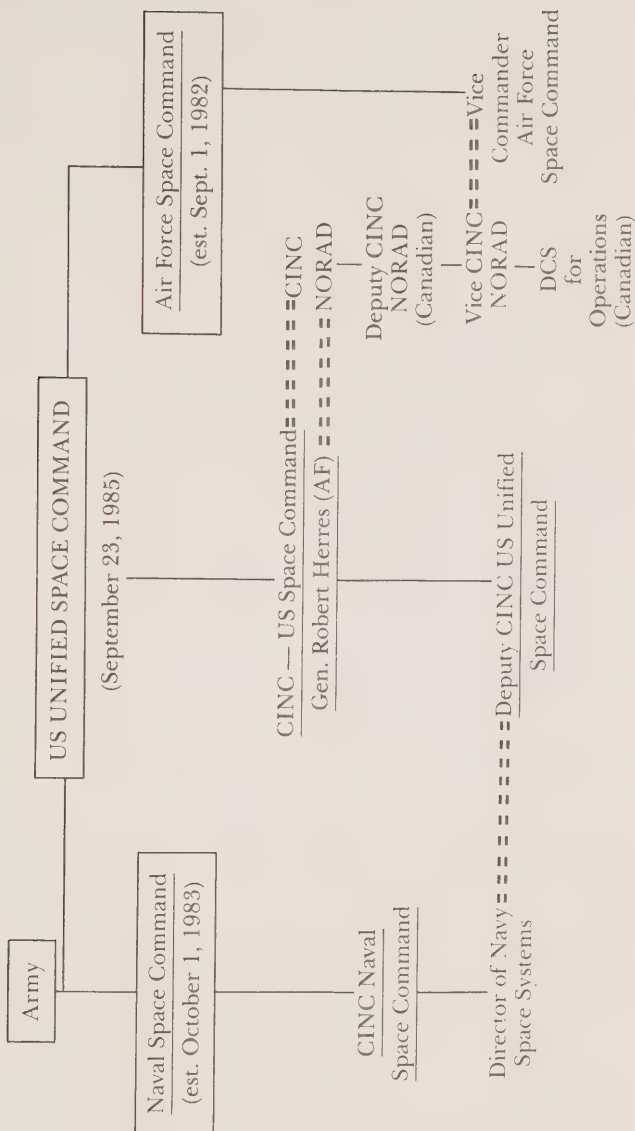 Army
US UNIFIED SPACE COMMAND
(September 23, 1985)
Naval Space Command
(est. October 1, 1983)
Air Force Space Command
(est. Sept. 1, 1982)
CINC — US Space Command======CINC
Gen. Robert Herres (AF) =======NORAD
CINC Naval
Space Command
Deputy CINC
NORAD
(Canadian)
Director of Navy============Deputy CINC US Unified
Space Systems
Space Command
Vice CINC=====Vice
NORAD
Commander
Air Force
Space Command
DCS
for
Operations
(Canadian)